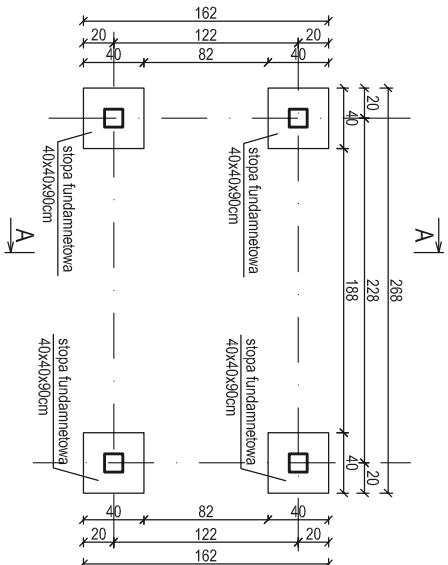 162
20 122 20
40 82 40
stopa fundamnetowa
40x40x90cm
stopa fundamnetowa
40x40x90cm
20
40
A
A
188
228
268
stopa fundamnetowa
40x40x90cm
stopa fundamnetowa
40x40x90cm
40
20
40 82 40
20 122 20
162